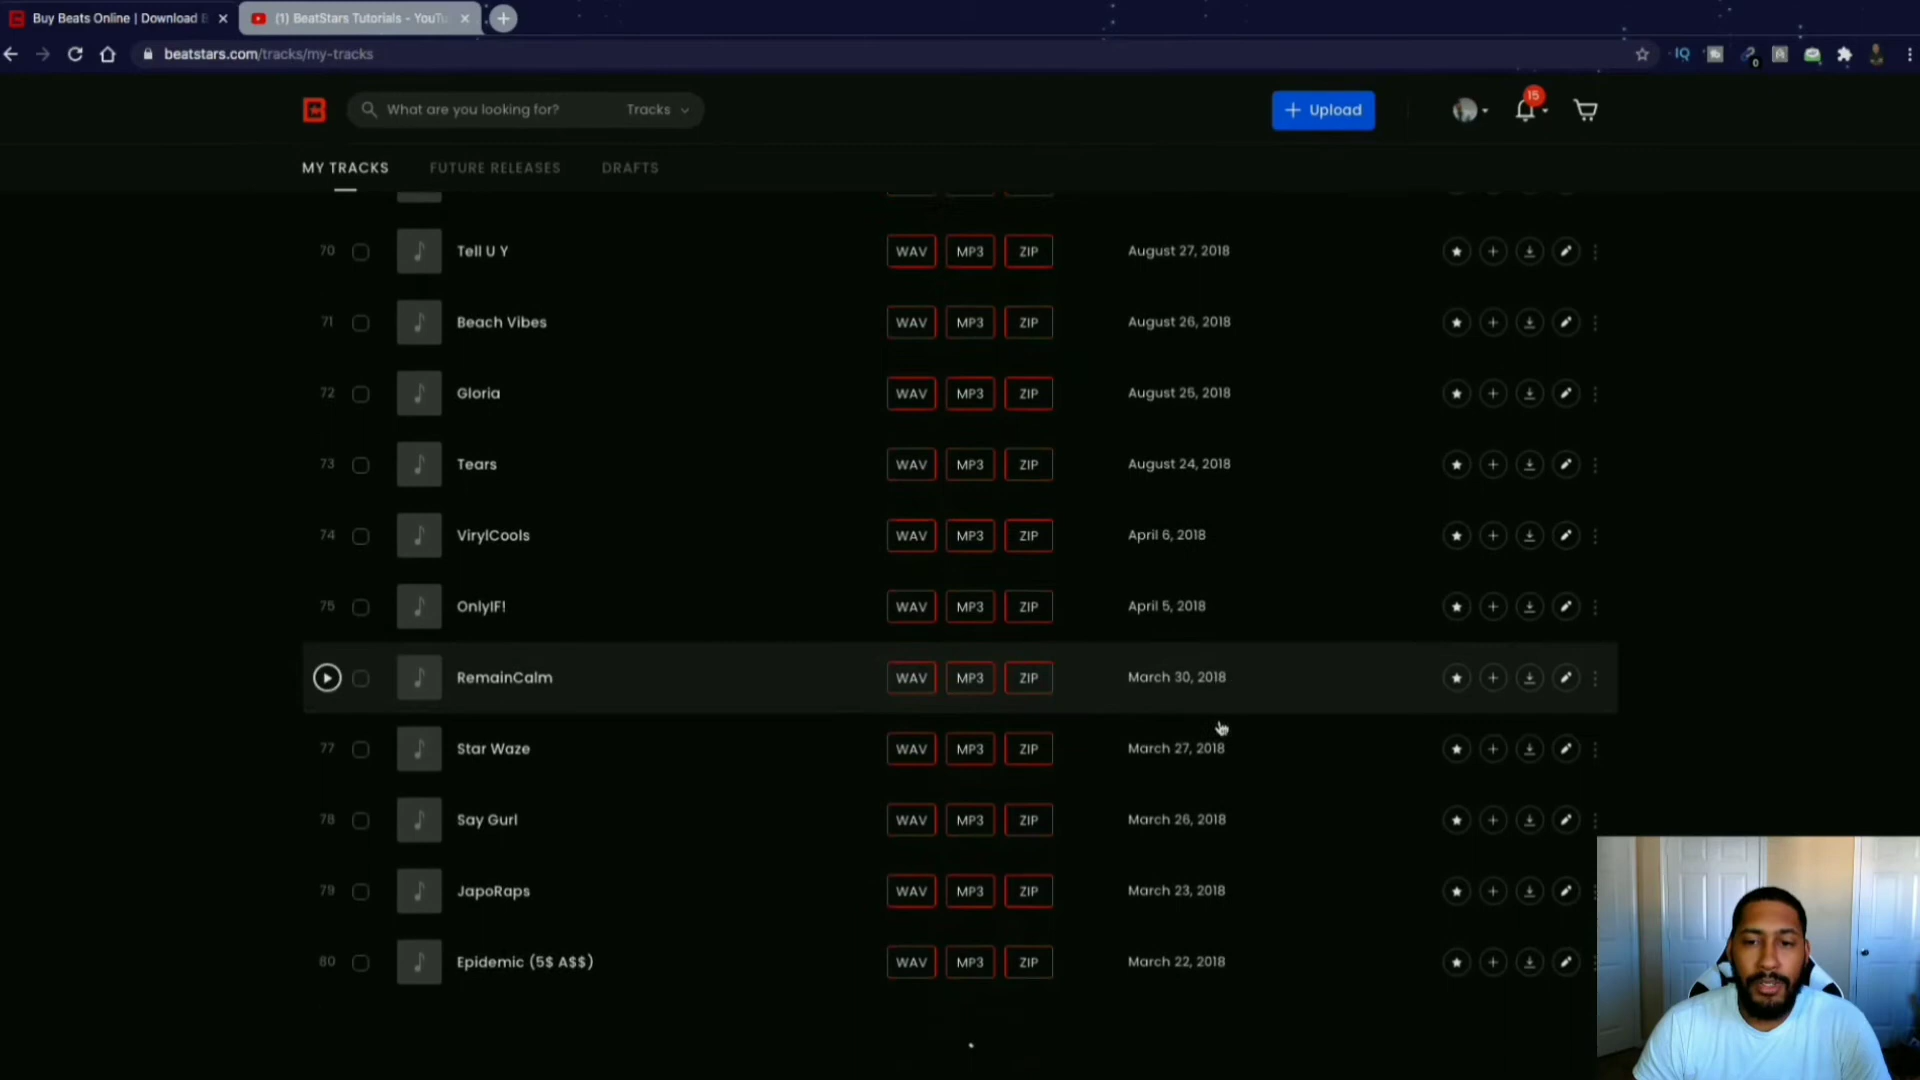 Buy Beats Online | Download B
(1) BeatStars Tutorials - YouTu
beatstars.com/tracks/my-tracks
IQ
0
What are you looking for?
Tracks
+ Upload
15
MY TRACKS
FUTURE RELEASES
DRAFTS
70 Tell U Y WAV MP3 ZIP August 27, 2018
71 Beach Vibes WAV MP3 ZIP August 26, 2018
72 Gloria WAV MP3 ZIP August 25, 2018
73 Tears WAV MP3 ZIP August 24, 2018
74 VirylCools WAV MP3 ZIP April 6, 2018
75 OnlyIF! WAV MP3 ZIP April 5, 2018
RemainCalm WAV MP3 ZIP March 30, 2018
77 Star Waze WAV MP3 ZIP March 27, 2018
78 Say Gurl WAV MP3 ZIP March 26, 2018
79 JapoRaps WAV MP3 ZIP March 23, 2018
80 Epidemic (5$ A$$) WAV MP3 ZIP March 22, 2018